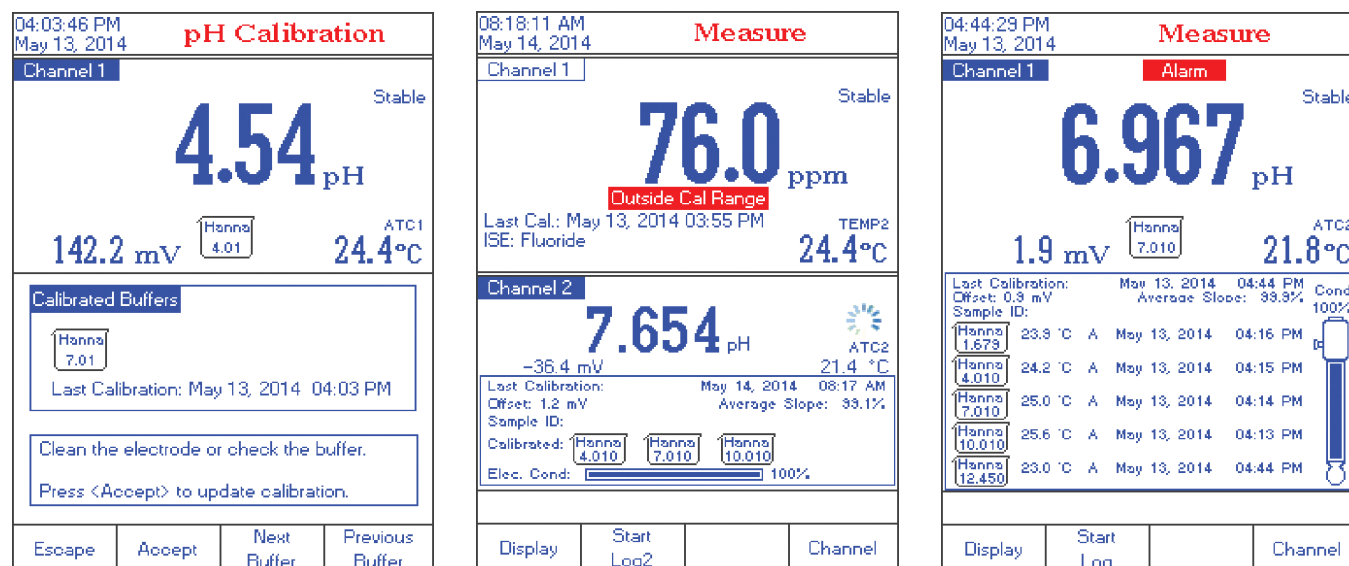 04:03:46 PM
May 13, 2014
pH Calibration
Channel 1
Stable
4.54 pH
ATC1
142.2 mV
Hanna
4.01
24.4°C
Calibrated Buffers
Hanna
7.01
Last Calibration: May 13, 2014 04:03 PM
Clean the electrode or check the buffer.
Press <Accept> to update calibration.
Escape
Accept
Next
Buffer
Previous
Buffer
08:18:11 AM
May 14, 2014
Measure
Channel 1
Stable
76.0 ppm
Outside Cal Range
Last Cal.: May 13, 2014 03:55 PM
ISE: Fluoride
TEMP2
24.4°C
Channel 2
7.654 pH
ATC2
-36.4 mV
21.4 °C
Last Calibration: May 14, 2014 08:17 AM
Offset: 1.2 mV Average Slope: 99.1%
Sample ID:
Calibrated:
Hanna
4.010
Hanna
7.010
Hanna
10.010
Elec. Cond: 100%
Display
Start
Log2
Channel
04:44:29 PM
May 13, 2014
Measure
Channel 1
Alarm
Stable
6.967 pH
ATC2
1.9 mV
Hanna
7.010
21.8°C
Last Calibration: May 13, 2014 04:44 PM
Offset: 0.9 mV Average Slope: 99.9%
Sample ID:
Cond
100%
Hanna
1.679
23.9 °C A May 13, 2014 04:16 PM
Hanna
4.010
24.2 °C A May 13, 2014 04:15 PM
Hanna
7.010
25.0 °C A May 13, 2014 04:14 PM
Hanna
10.010
25.6 °C A May 13, 2014 04:13 PM
Hanna
12.450
23.0 °C A May 13, 2014 04:44 PM
Display
Start
Log
Channel